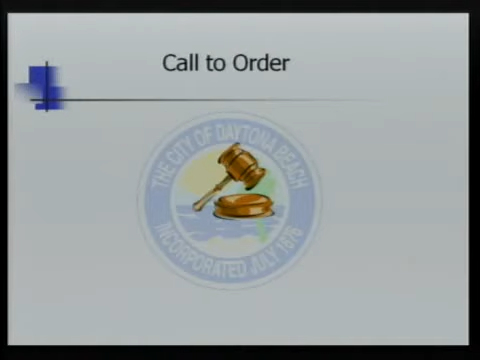 Call to Order
THE CITY OF DAYTONA BEACH
INCORPORATED JULY 1876